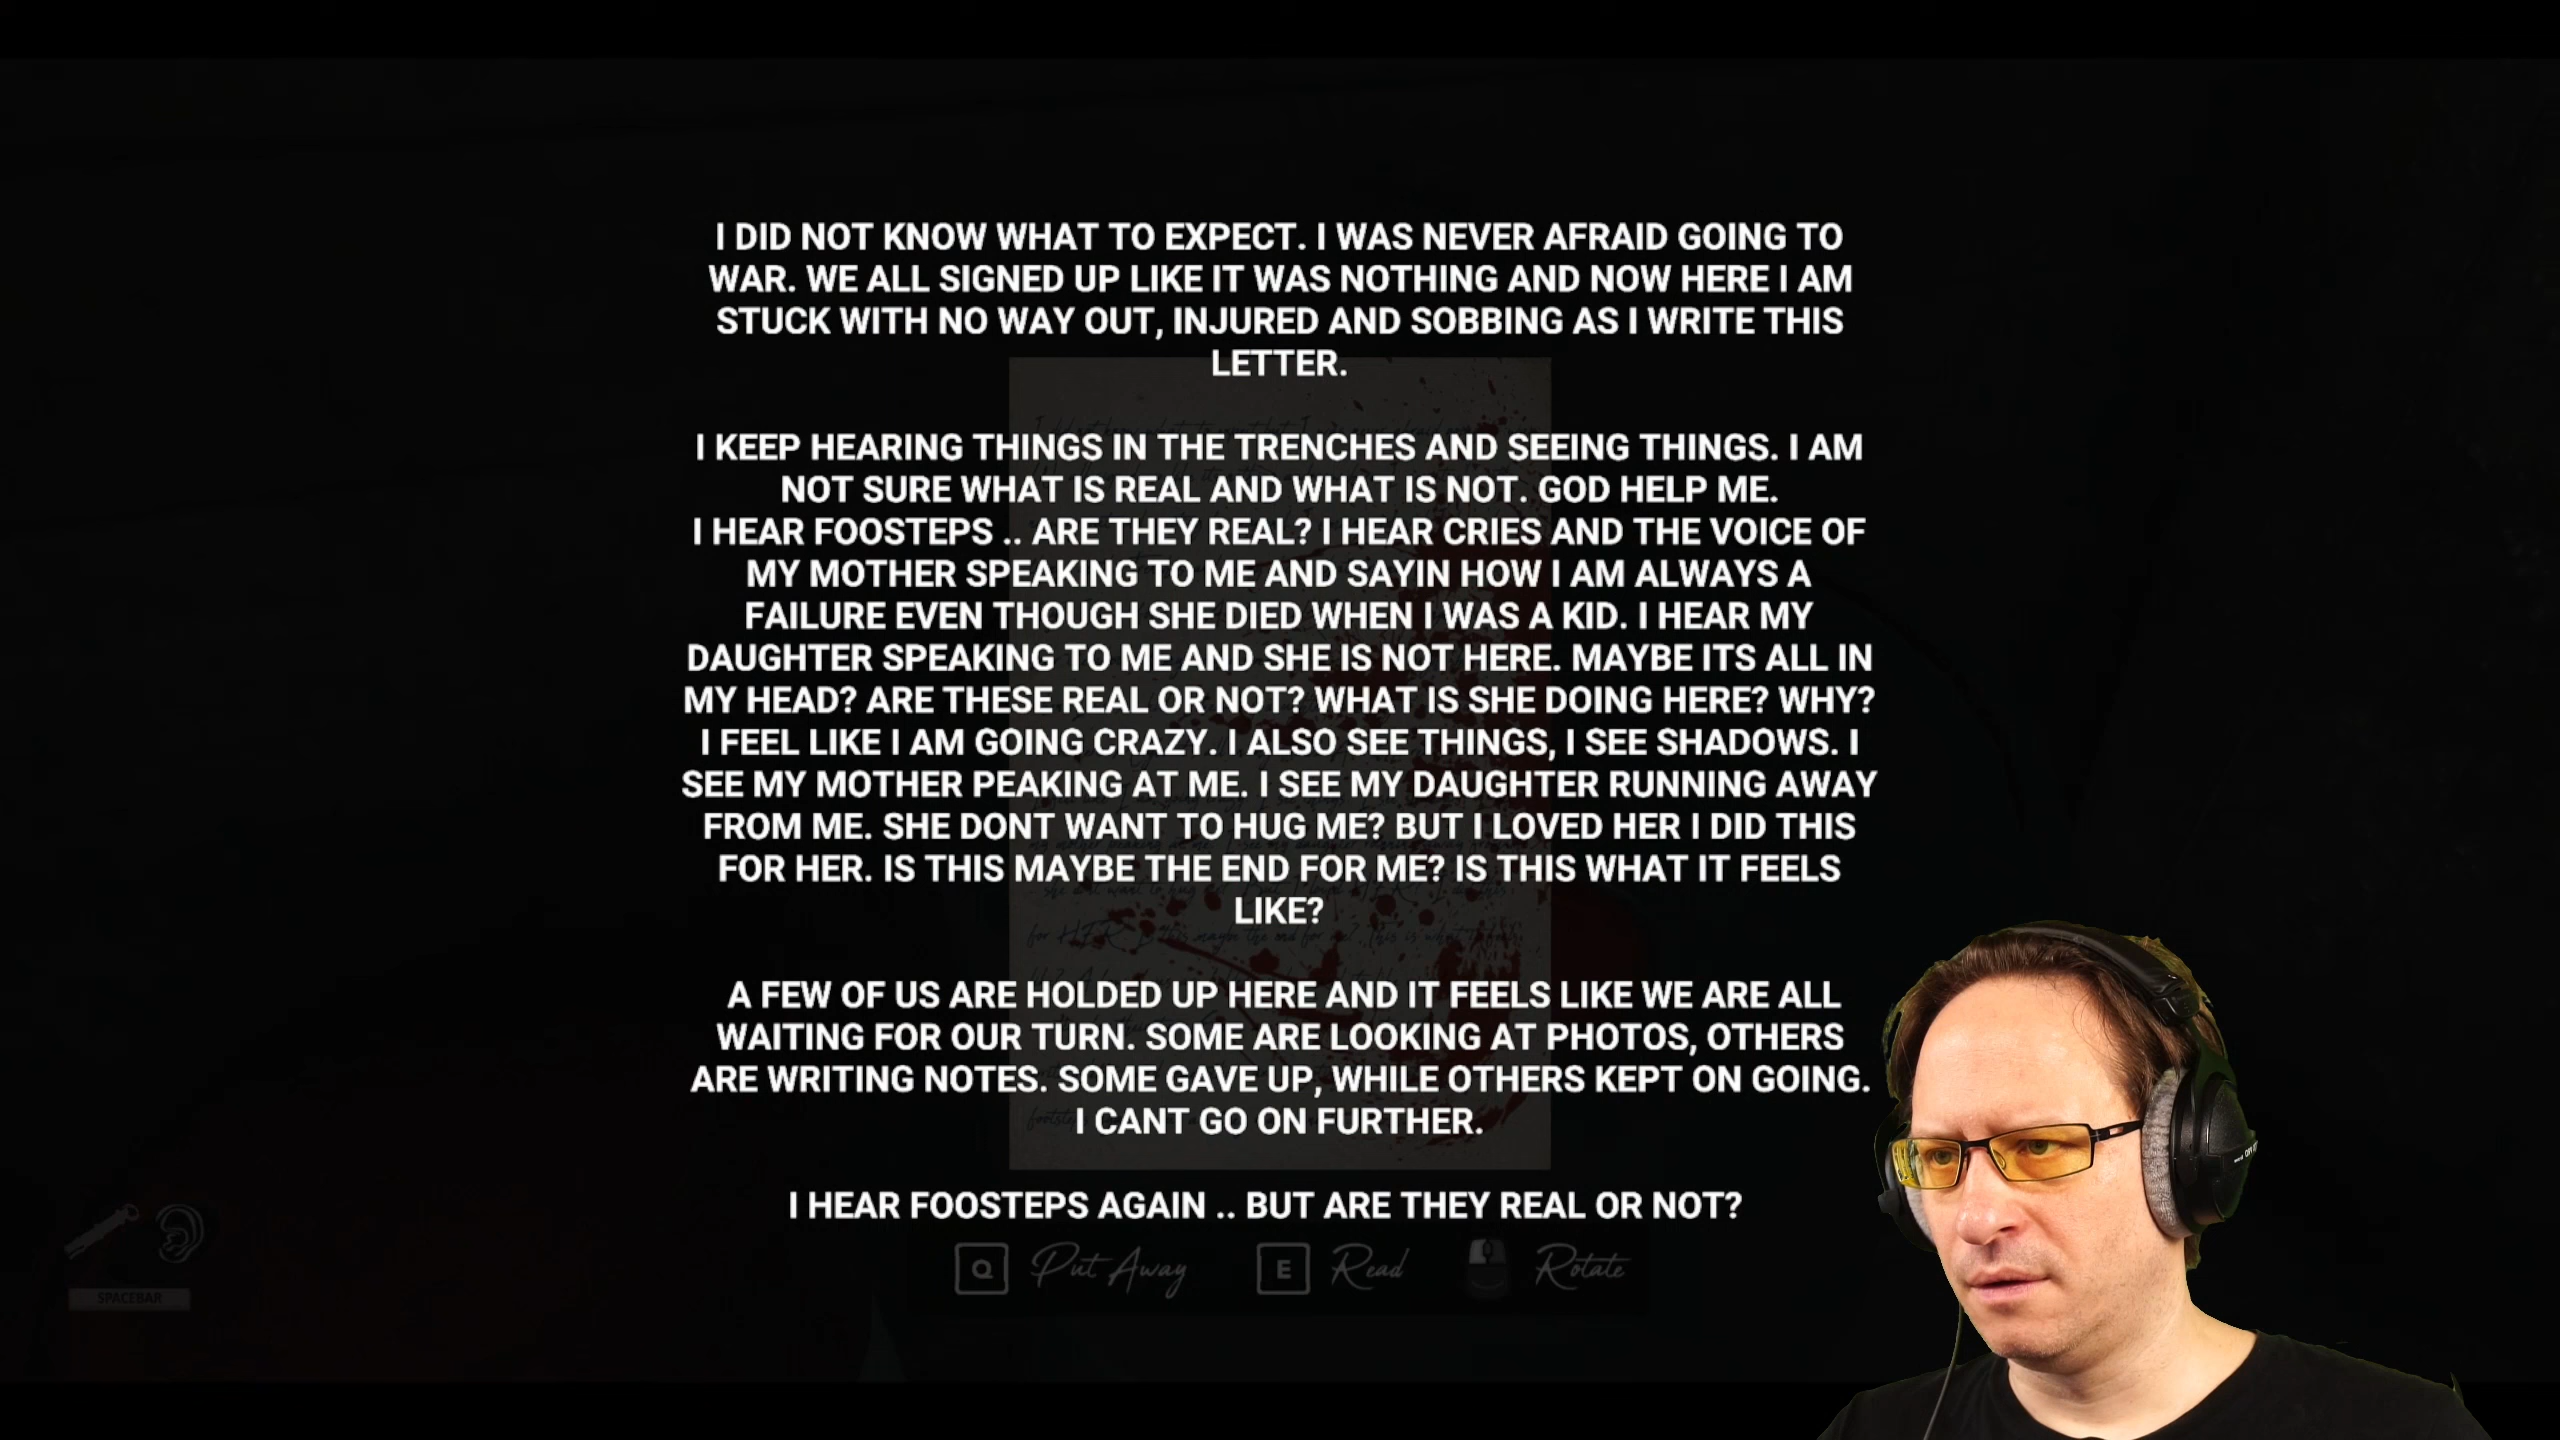 I DID NOT KNOW WHAT TO EXPECT. I WAS NEVER AFRAID GOING TO
WAR. WE ALL SIGNED UP LIKE IT WAS NOTHING AND NOW HERE I AM
STUCK WITH NO WAY OUT, INJURED AND SOBBING AS I WRITE THIS
LETTER.
I KEEP HEARING THINGS IN THE TRENCHES AND SEEING THINGS. I AM
NOT SURE WHAT IS REAL AND WHAT IS NOT. GOD HELP ME.
I HEAR FOOSTEPS .. ARE THEY REAL? I HEAR CRIES AND THE VOICE OF
MY MOTHER SPEAKING TO ME AND SAYIN HOW I AM ALWAYS A
FAILURE EVEN THOUGH SHE DIED WHEN I WAS A KID. I HEAR MY
DAUGHTER SPEAKING TO ME AND SHE IS NOT HERE. MAYBE ITS ALL IN
MY HEAD? ARE THESE REAL OR NOT? WHAT IS SHE DOING HERE? WHY?
I FEEL LIKE I AM GOING CRAZY. I ALSO SEE THINGS, I SEE SHADOWS. I
SEE MY MOTHER PEAKING AT ME. I SEE MY DAUGHTER RUNNING AWAY
FROM ME. SHE DONT WANT TO HUG ME? BUT I LOVED HER I DID THIS
FOR HER. IS THIS MAYBE THE END FOR ME? IS THIS WHAT IT FEELS
LIKE?
A FEW OF US ARE HOLDED UP HERE AND IT FEELS LIKE WE ARE ALL
WAITING FOR OUR TURN. SOME ARE LOOKING AT PHOTOS, OTHERS
ARE WRITING NOTES. SOME GAVE UP, WHILE OTHERS KEPT ON GOING.
I CANT GO ON FURTHER.
I HEAR FOOSTEPS AGAIN .. BUT ARE THEY REAL OR NOT?
Q Put Away E Read Rotate
SPACEBAR